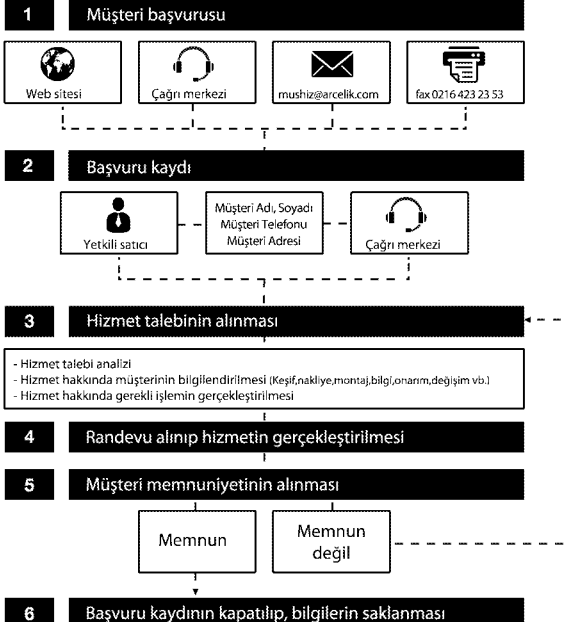 1 Müşteri başvurusu
Web sitesi
Çağrı merkezi
mushiz@arcelik.com
fax 0216 423 23 53
2 Başvuru kaydı
Yetkili satıcı
Müşteri Adı, Soyadı
Müşteri Telefonu
Müşteri Adresi
Çağrı merkezi
3 Hizmet talebinin alınması
- Hizmet talebi analizi
- Hizmet hakkında müşterinin bilgilendirilmesi (Keşif,nakliye,montaj,bilgi,onarım,değişim vb.)
- Hizmet hakkında gerekli işlemin gerçekleştirilmesi
4 Randevu alınıp hizmetin gerçekleştirilmesi
5 Müşteri memnuniyetinin alınması
Memnun
Memnun
değil
6 Başvuru kaydının kapatılıp, bilgilerin saklanması